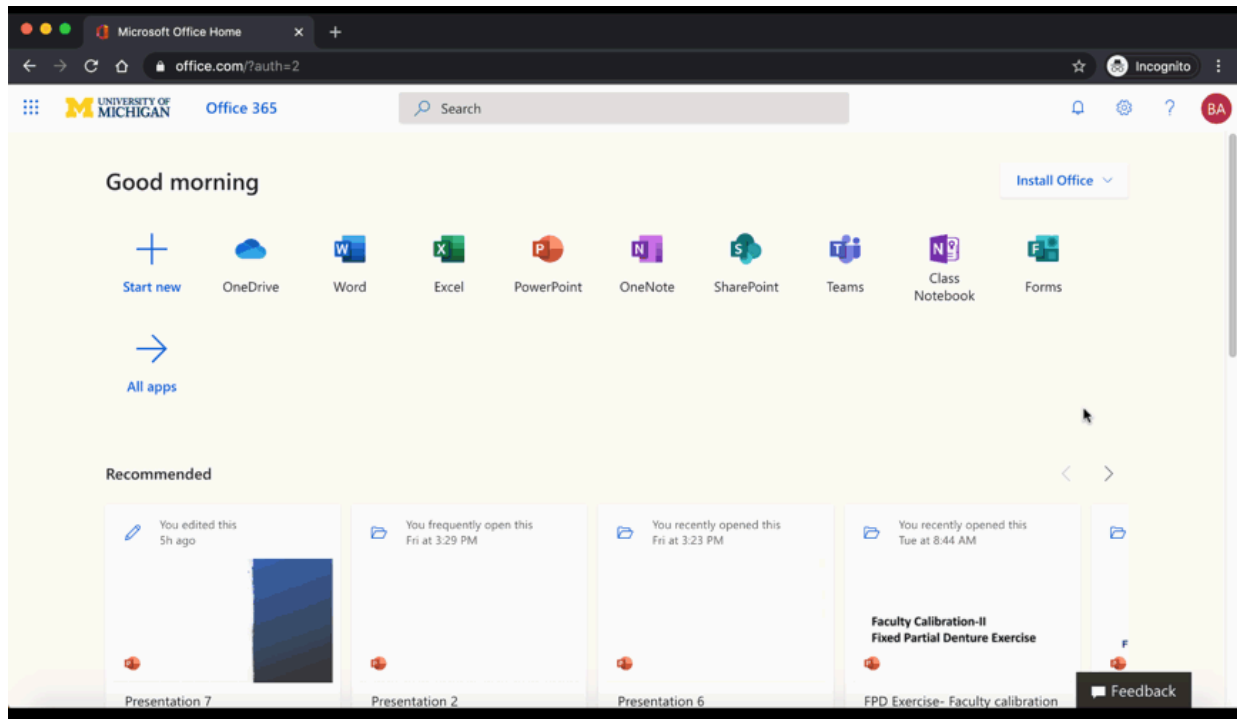 Microsoft Office Home
office.com/?auth=2
Incognito
UNIVERSITY OF
MICHIGAN
Office 365
Search
?
BA
Good morning
Install Office
Start new
OneDrive
Word
Excel
PowerPoint
OneNote
SharePoint
Teams
Class
Notebook
Forms
All apps
Recommended
You edited this
5h ago
You frequently open this
Fri at 3:29 PM
You recently opened this
Fri at 3:23 PM
You recently opened this
Tue at 8:44 AM
Faculty Calibration-II
Fixed Partial Denture Exercise
F
Presentation 7
Presentation 2
Presentation 6
FPD Exercise- Faculty calibration
Feedback